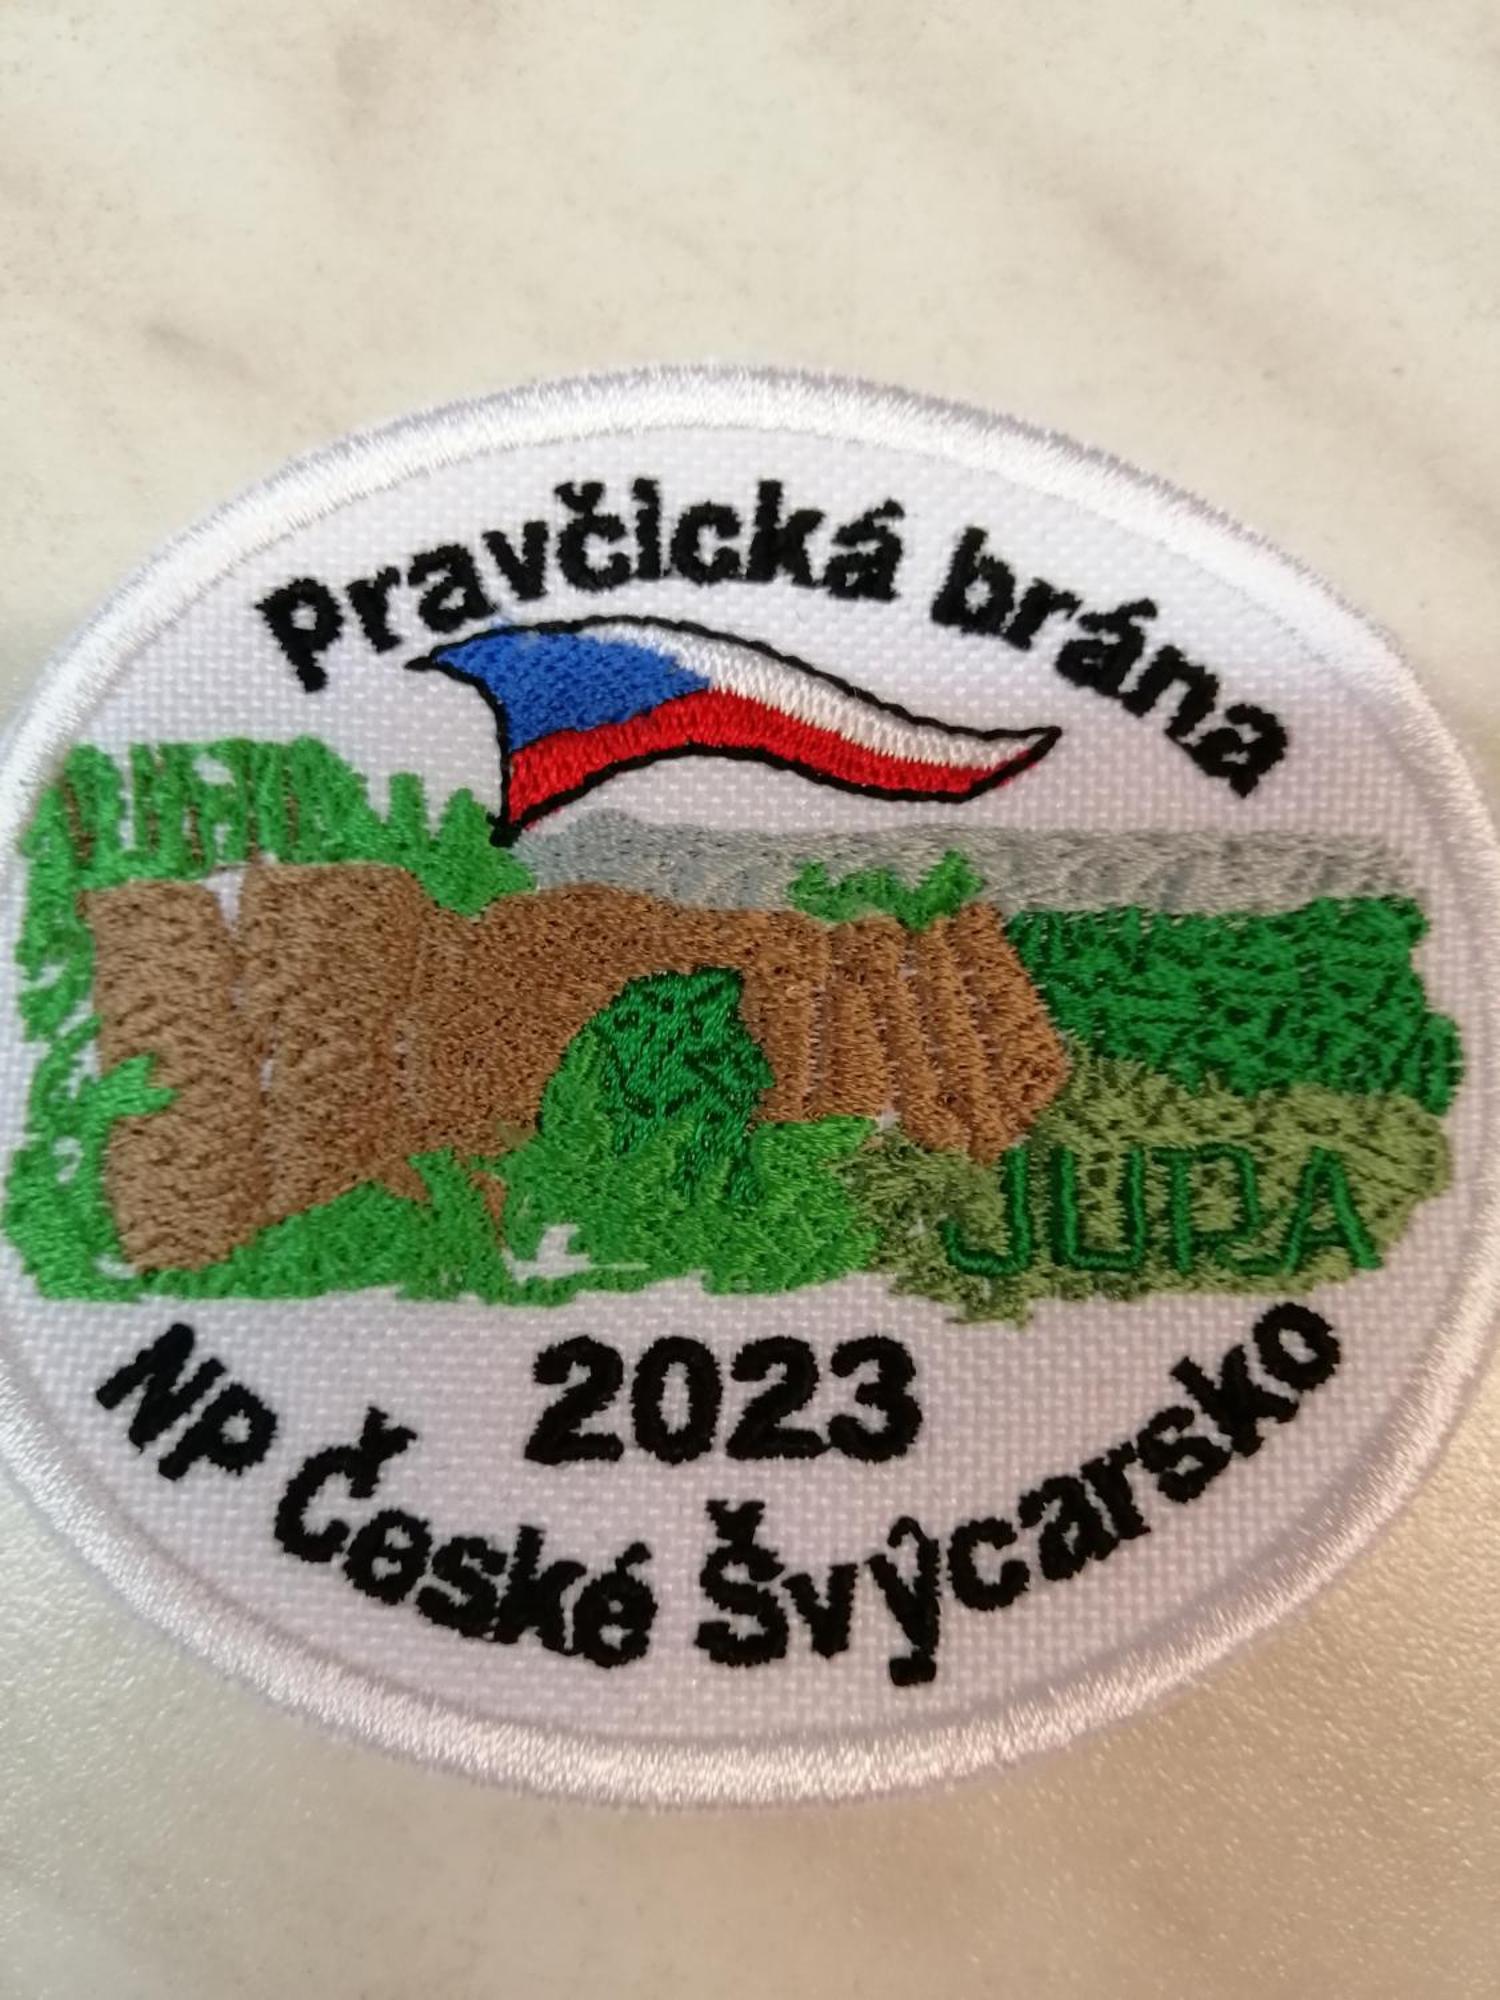 Pravčická brána
JUPA
2023
NP České Švýcarsko